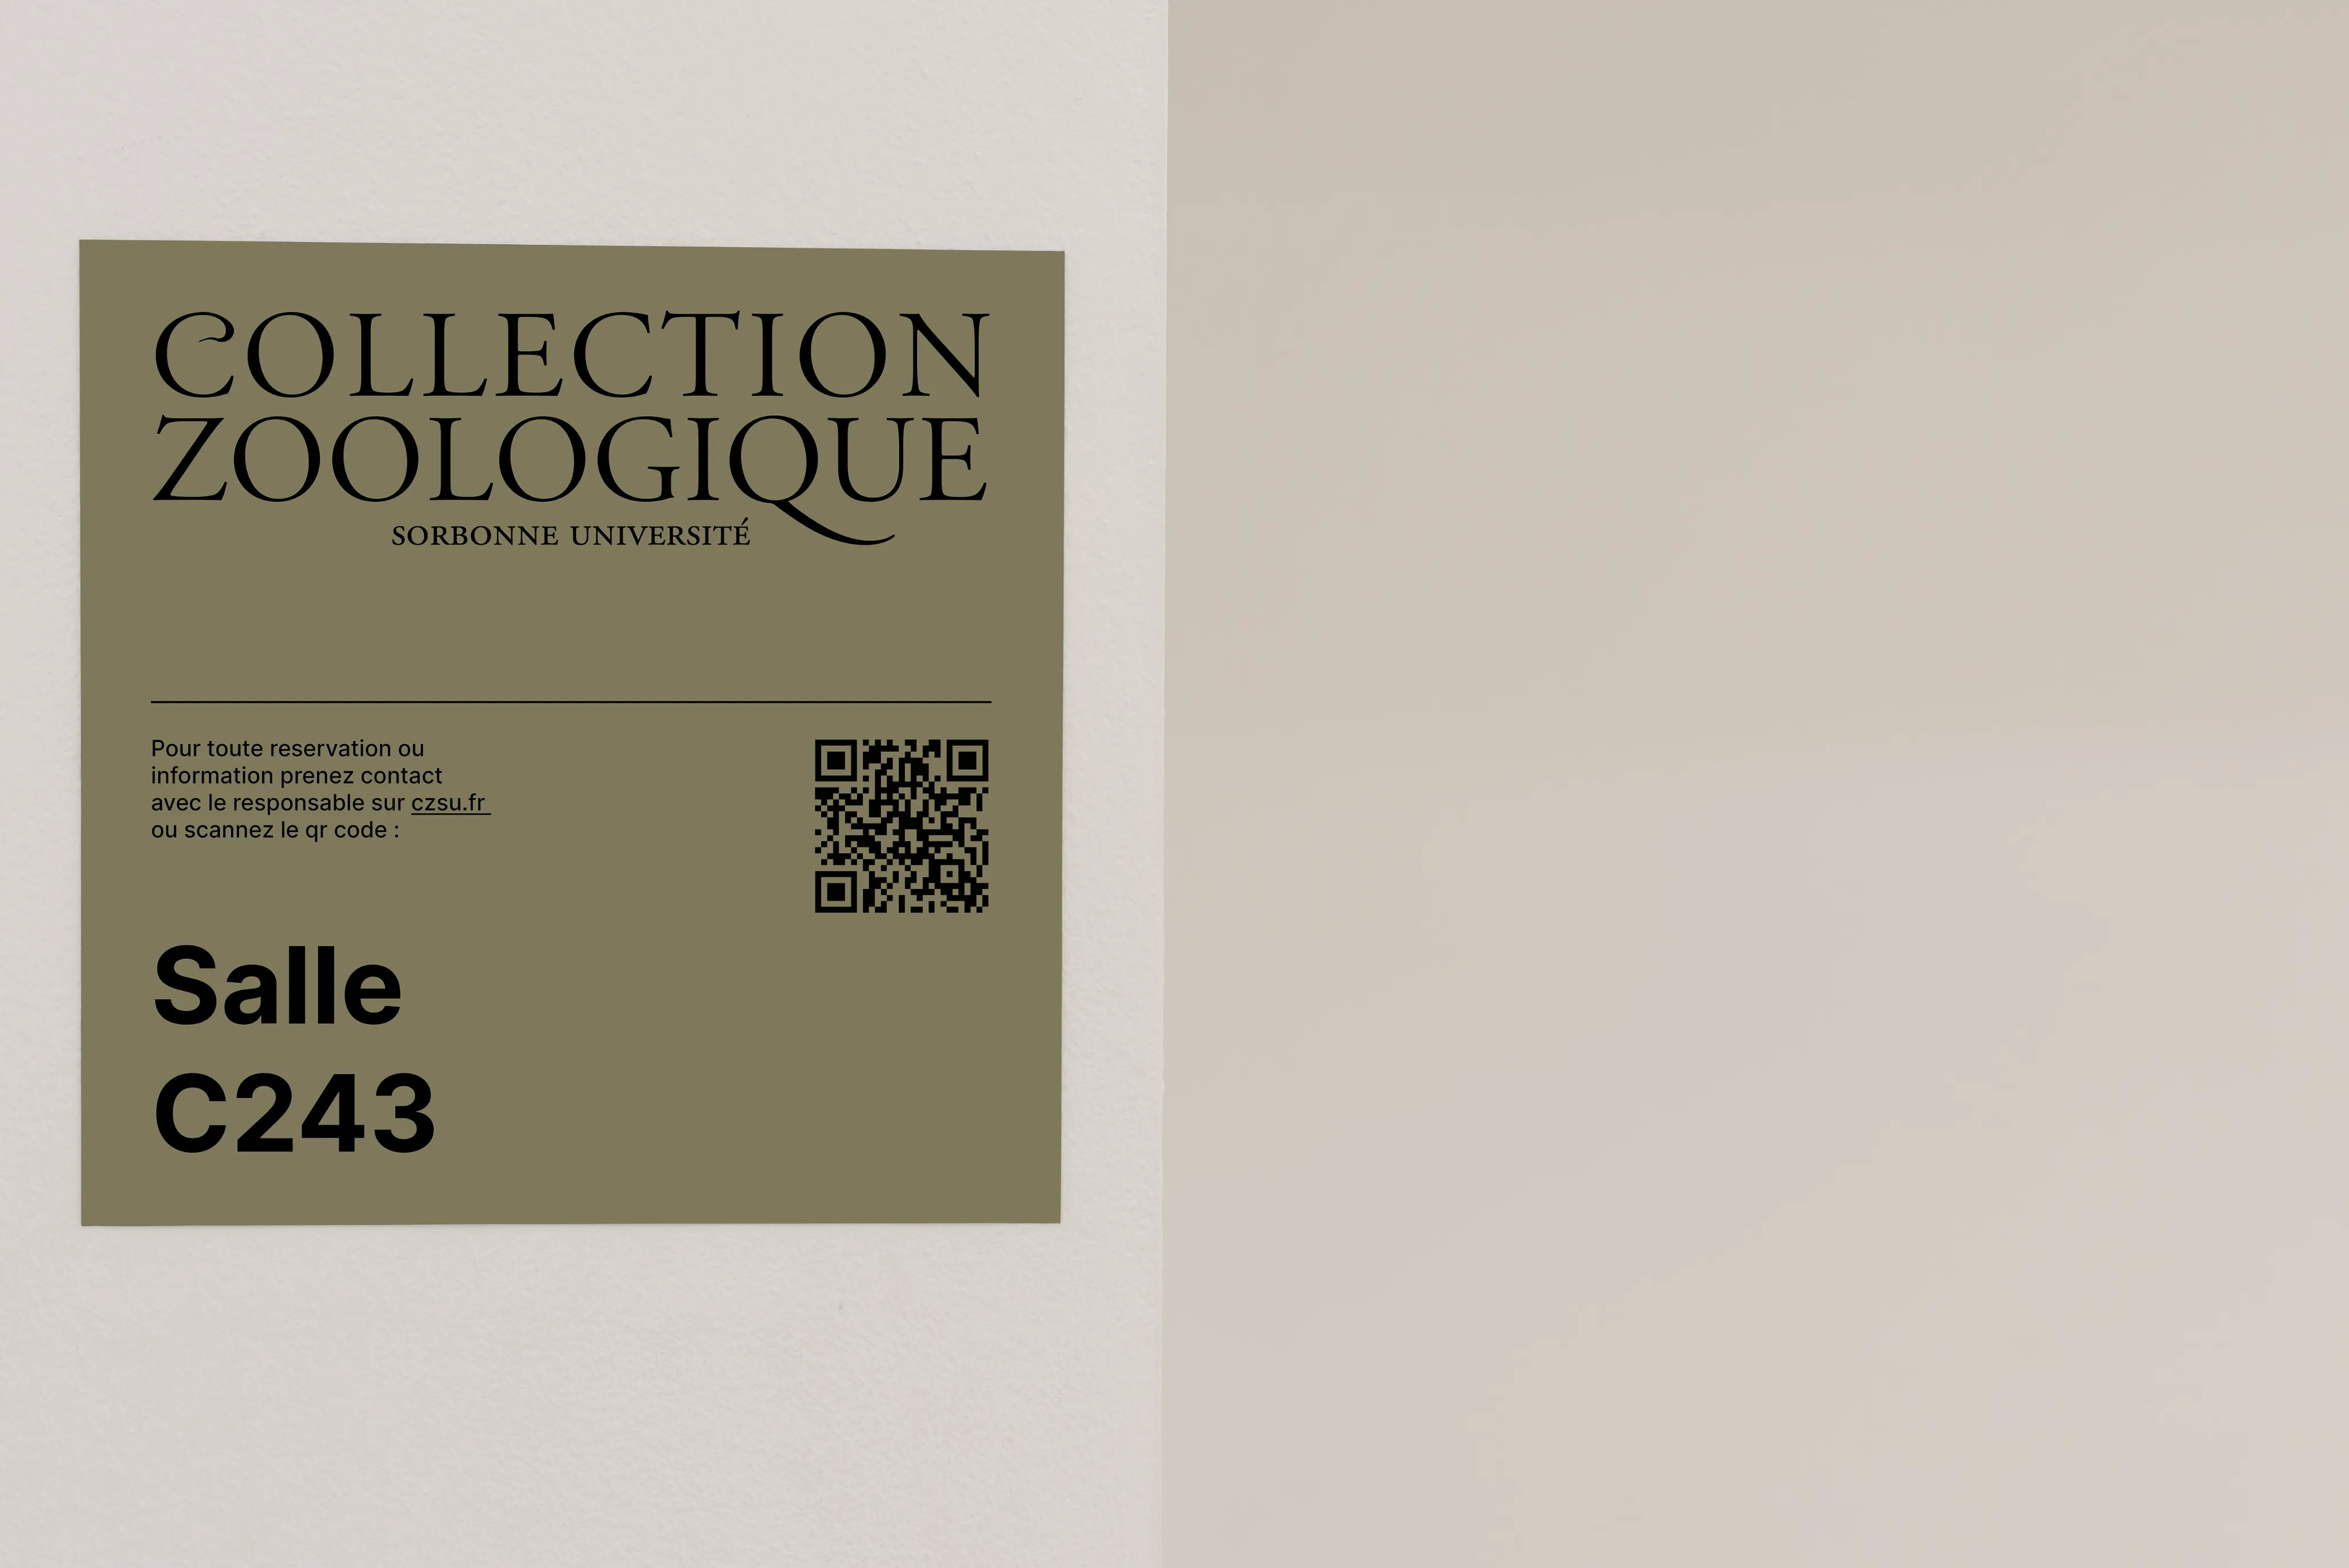 COLLECTION
ZOOLOGIQUE
SORBONNE UNIVERSITÉ
Pour toute reservation ou
information prenez contact
avec le responsable sur czsu.fr
ou scannez le qr code :
Salle
C243